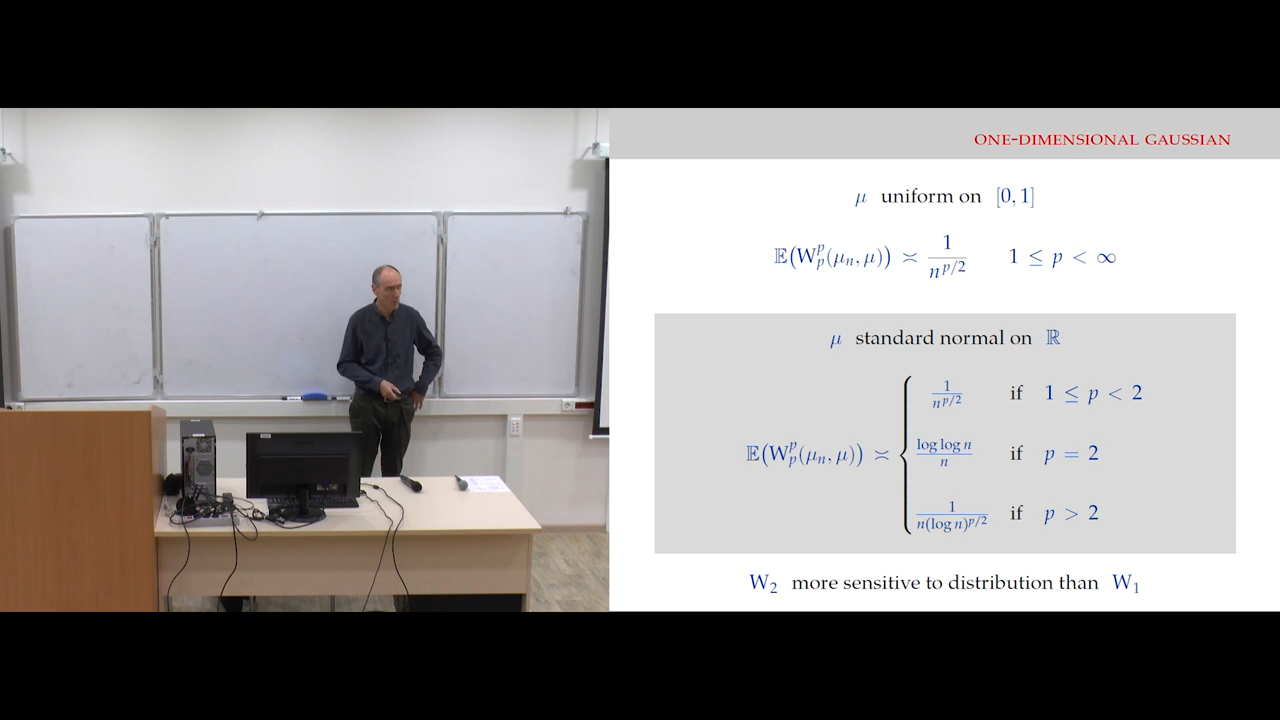 ONE-DIMENSIONAL GAUSSIAN
μ uniform on [0, 1]
𝔼(W_p^p(μ_n, μ)) ≍ 1/n^{p/2} 1 ≤ p < ∞
μ standard normal on ℝ
𝔼(W_p^p(μ_n, μ)) ≍ { 1/n^{p/2} if 1 ≤ p < 2
log log n/n if p = 2
1/n(log n)^{p/2} if p > 2
W_2 more sensitive to distribution than W_1